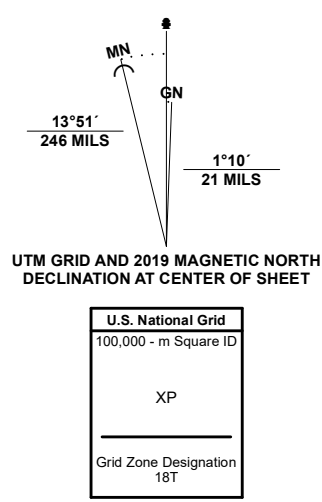 MN
GN
13°51´
246 MILS
1°10´
21 MILS
UTM GRID AND 2019 MAGNETIC NORTH
DECLINATION AT CENTER OF SHEET
U.S. National Grid
100,000 - m Square ID
XP
Grid Zone Designation
18T